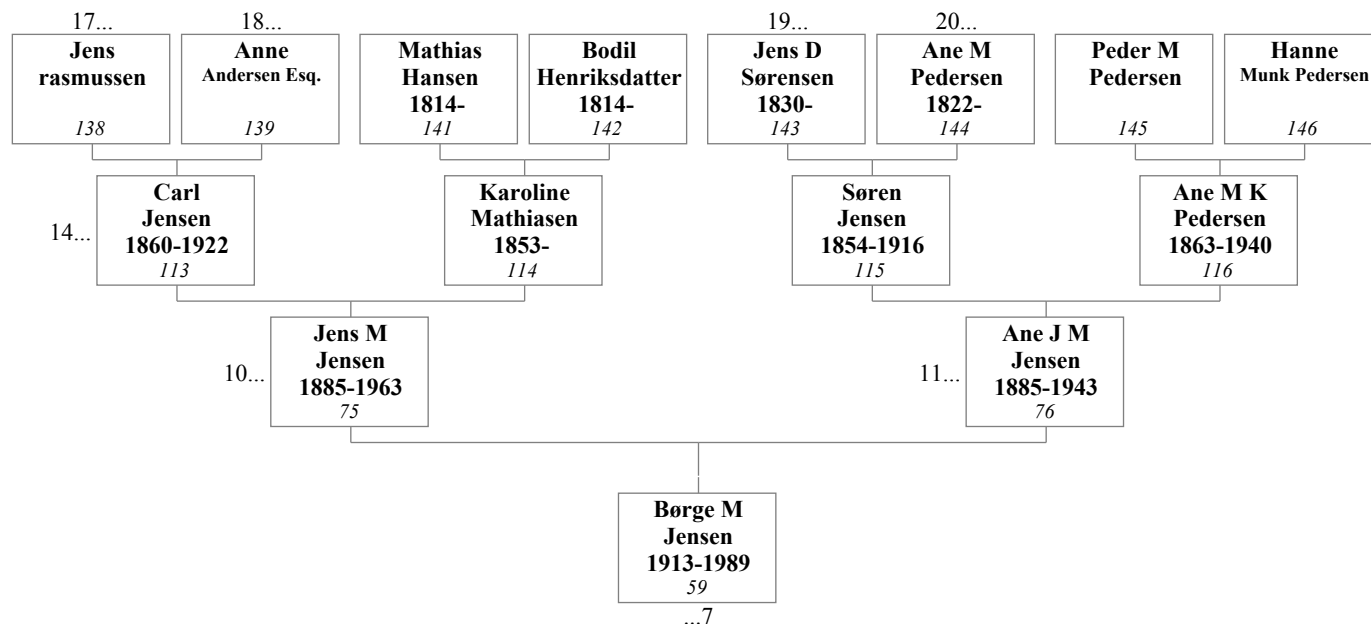 17...
18...
19...
20...
Jens
rasmussen
138
Anne
Andersen Esq.
139
Mathias
Hansen
1814-
141
Bodil
Henriksdatter
1814-
142
Jens D
Sørensen
1830-
143
Ane M
Pedersen
1822-
144
Peder M
Pedersen
145
Hanne
Munk Pedersen
146
14...
Carl
Jensen
1860-1922
113
Karoline
Mathiasen
1853-
114
Søren
Jensen
1854-1916
115
Ane M K
Pedersen
1863-1940
116
10...
Jens M
Jensen
1885-1963
75
11...
Ane J M
Jensen
1885-1943
76
Børge M
Jensen
1913-1989
59
...7